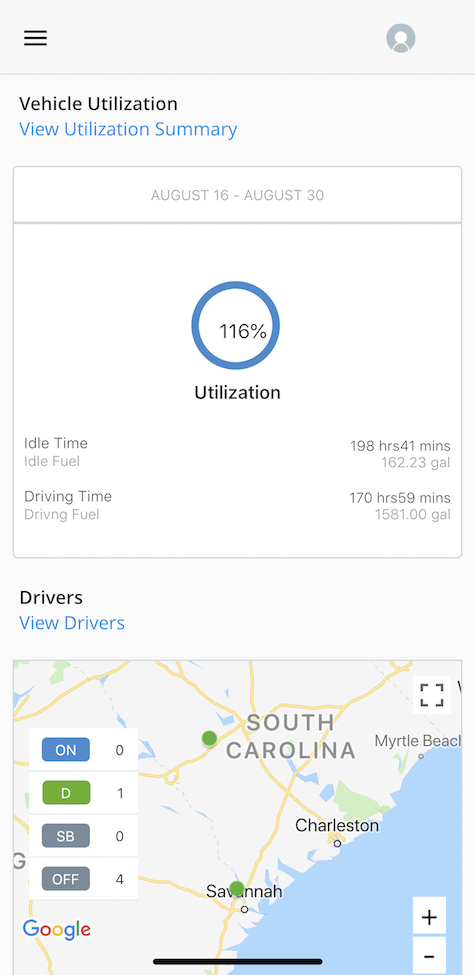 Vehicle Utilization
View Utilization Summary
AUGUST 16 - AUGUST 30
116%
Utilization
Idle Time 198 hrs41 mins
Idle Fuel 162.23 gal
Driving Time 170 hrs59 mins
Drivng Fuel 1581.00 gal
Drivers
View Drivers
SOUTH
CAROLINA
Myrtle Beach
ON 0
D 1
SB 0
OFF 4
Charleston
Savannah
G
Google
+
-